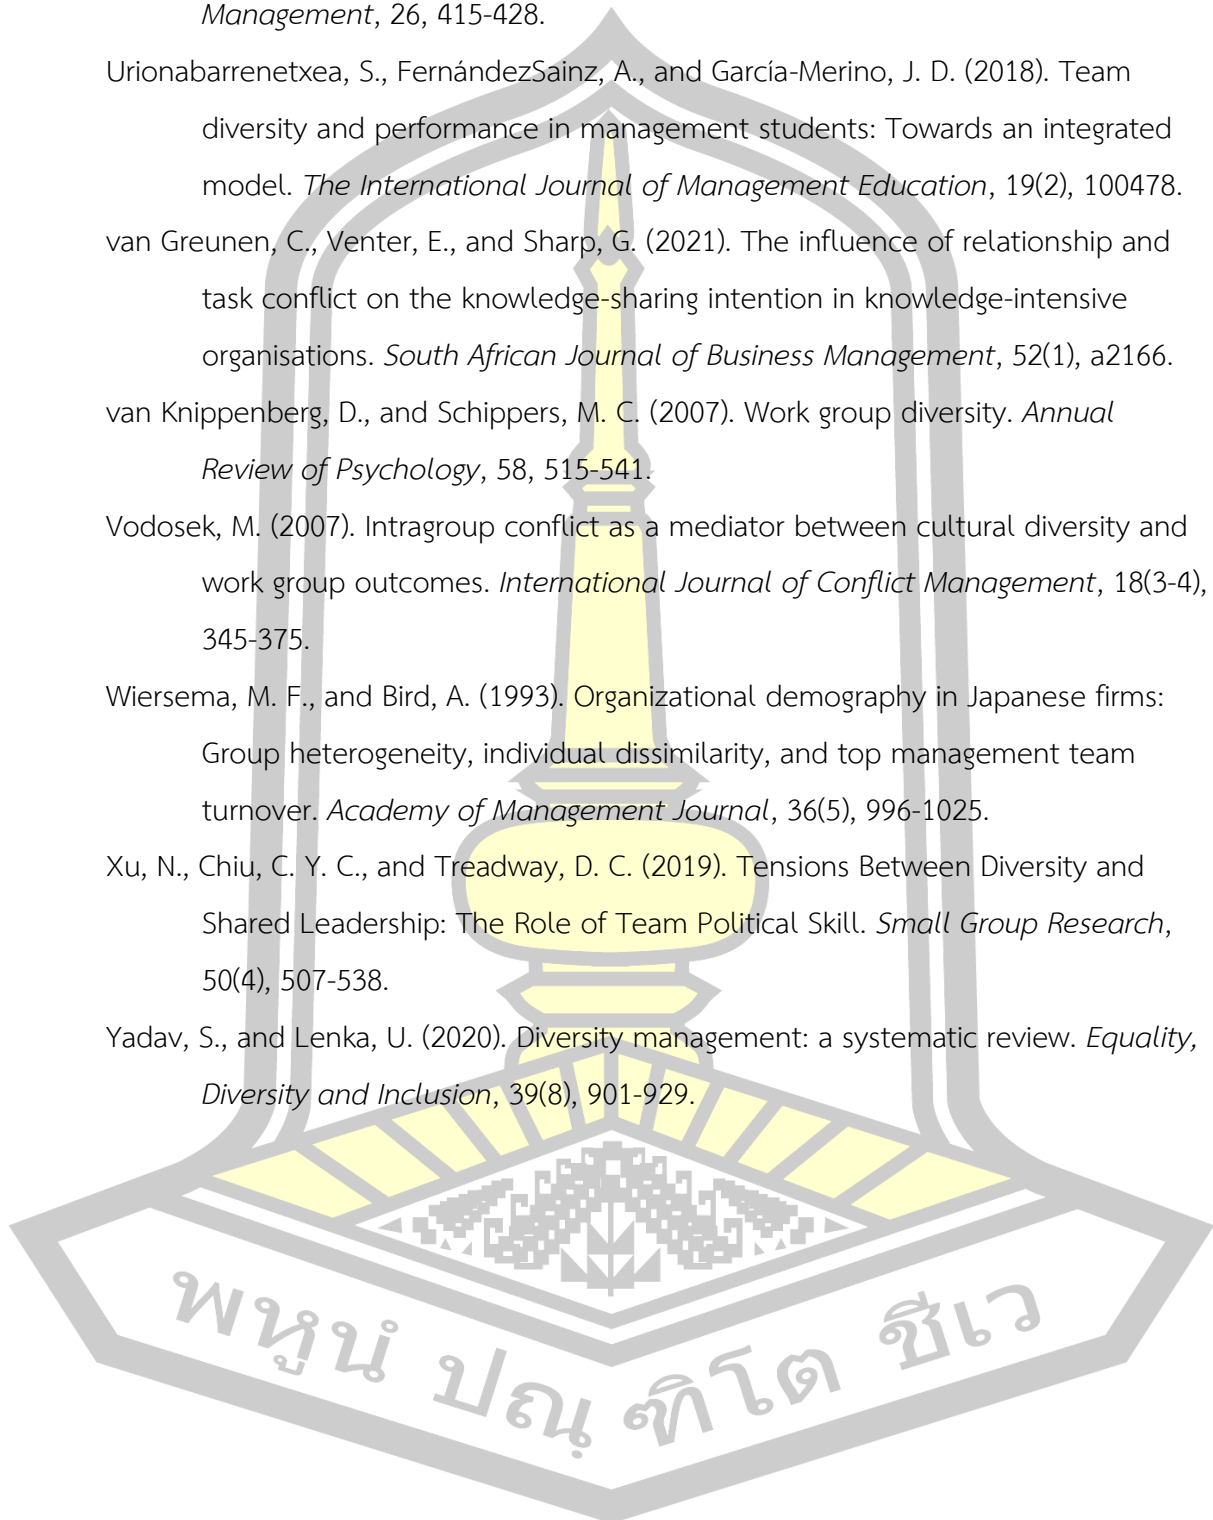 Management, 26, 415-428.
Urionabarrenetxea, S., FernándezSainz, A., and García-Merino, J. D. (2018). Team
diversity and performance in management students: Towards an integrated
model. The International Journal of Management Education, 19(2), 100478.
van Greunen, C., Venter, E., and Sharp, G. (2021). The influence of relationship and
task conflict on the knowledge-sharing intention in knowledge-intensive
organisations. South African Journal of Business Management, 52(1), a2166.
van Knippenberg, D., and Schippers, M. C. (2007). Work group diversity. Annual
Review of Psychology, 58, 515-541.
Vodosek, M. (2007). Intragroup conflict as a mediator between cultural diversity and
work group outcomes. International Journal of Conflict Management, 18(3-4),
345-375.
Wiersema, M. F., and Bird, A. (1993). Organizational demography in Japanese firms:
Group heterogeneity, individual dissimilarity, and top management team
turnover. Academy of Management Journal, 36(5), 996-1025.
Xu, N., Chiu, C. Y. C., and Treadway, D. C. (2019). Tensions Between Diversity and
Shared Leadership: The Role of Team Political Skill. Small Group Research,
50(4), 507-538.
Yadav, S., and Lenka, U. (2020). Diversity management: a systematic review. Equality,
Diversity and Inclusion, 39(8), 901-929.
พหูนํ ปณฺฑิโต ชีเว